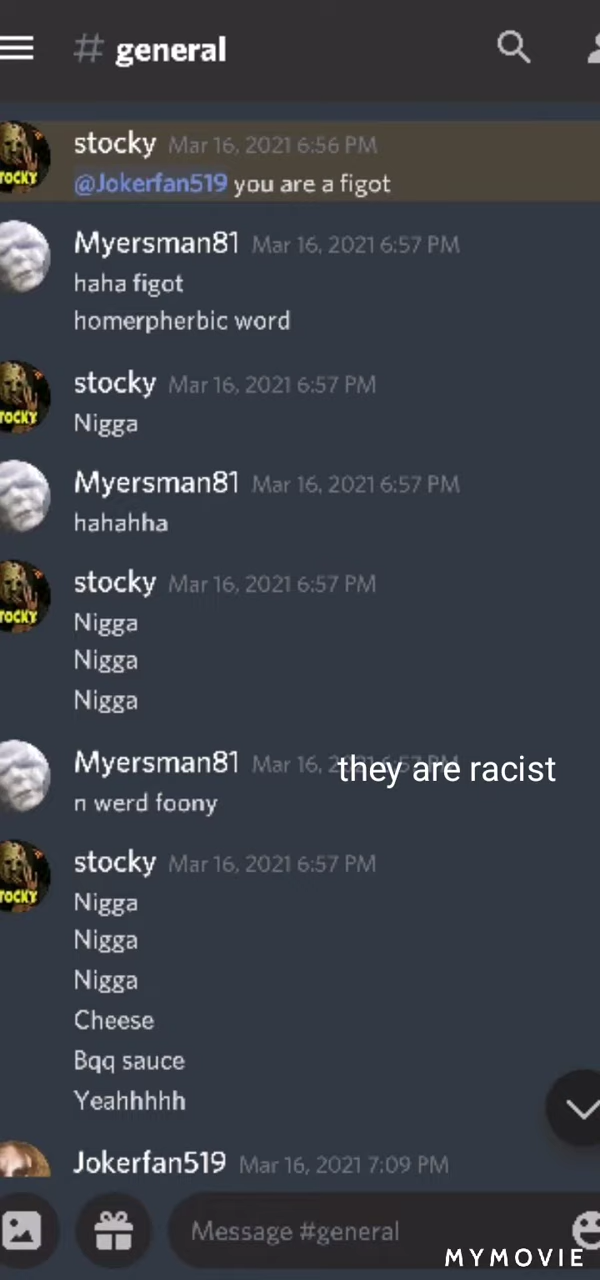 # general
stocky Mar 16, 2021 6:56 PM
@Jokerfan519 you are a figot
Myersman81 Mar 16, 2021 6:57 PM
haha figot
homerpherbic word
stocky Mar 16, 2021 6:57 PM
Nigga
Myersman81 Mar 16, 2021 6:57 PM
hahahha
stocky Mar 16, 2021 6:57 PM
Nigga
Nigga
Nigga
Myersman81 Mar 16, 2021 6:57 PM
they are racist
n werd foony
stocky Mar 16, 2021 6:57 PM
Nigga
Nigga
Nigga
Cheese
Bqq sauce
Yeahhhhh
Jokerfan519 Mar 16, 2021 7:09 PM
Message #general
MYMOVIE